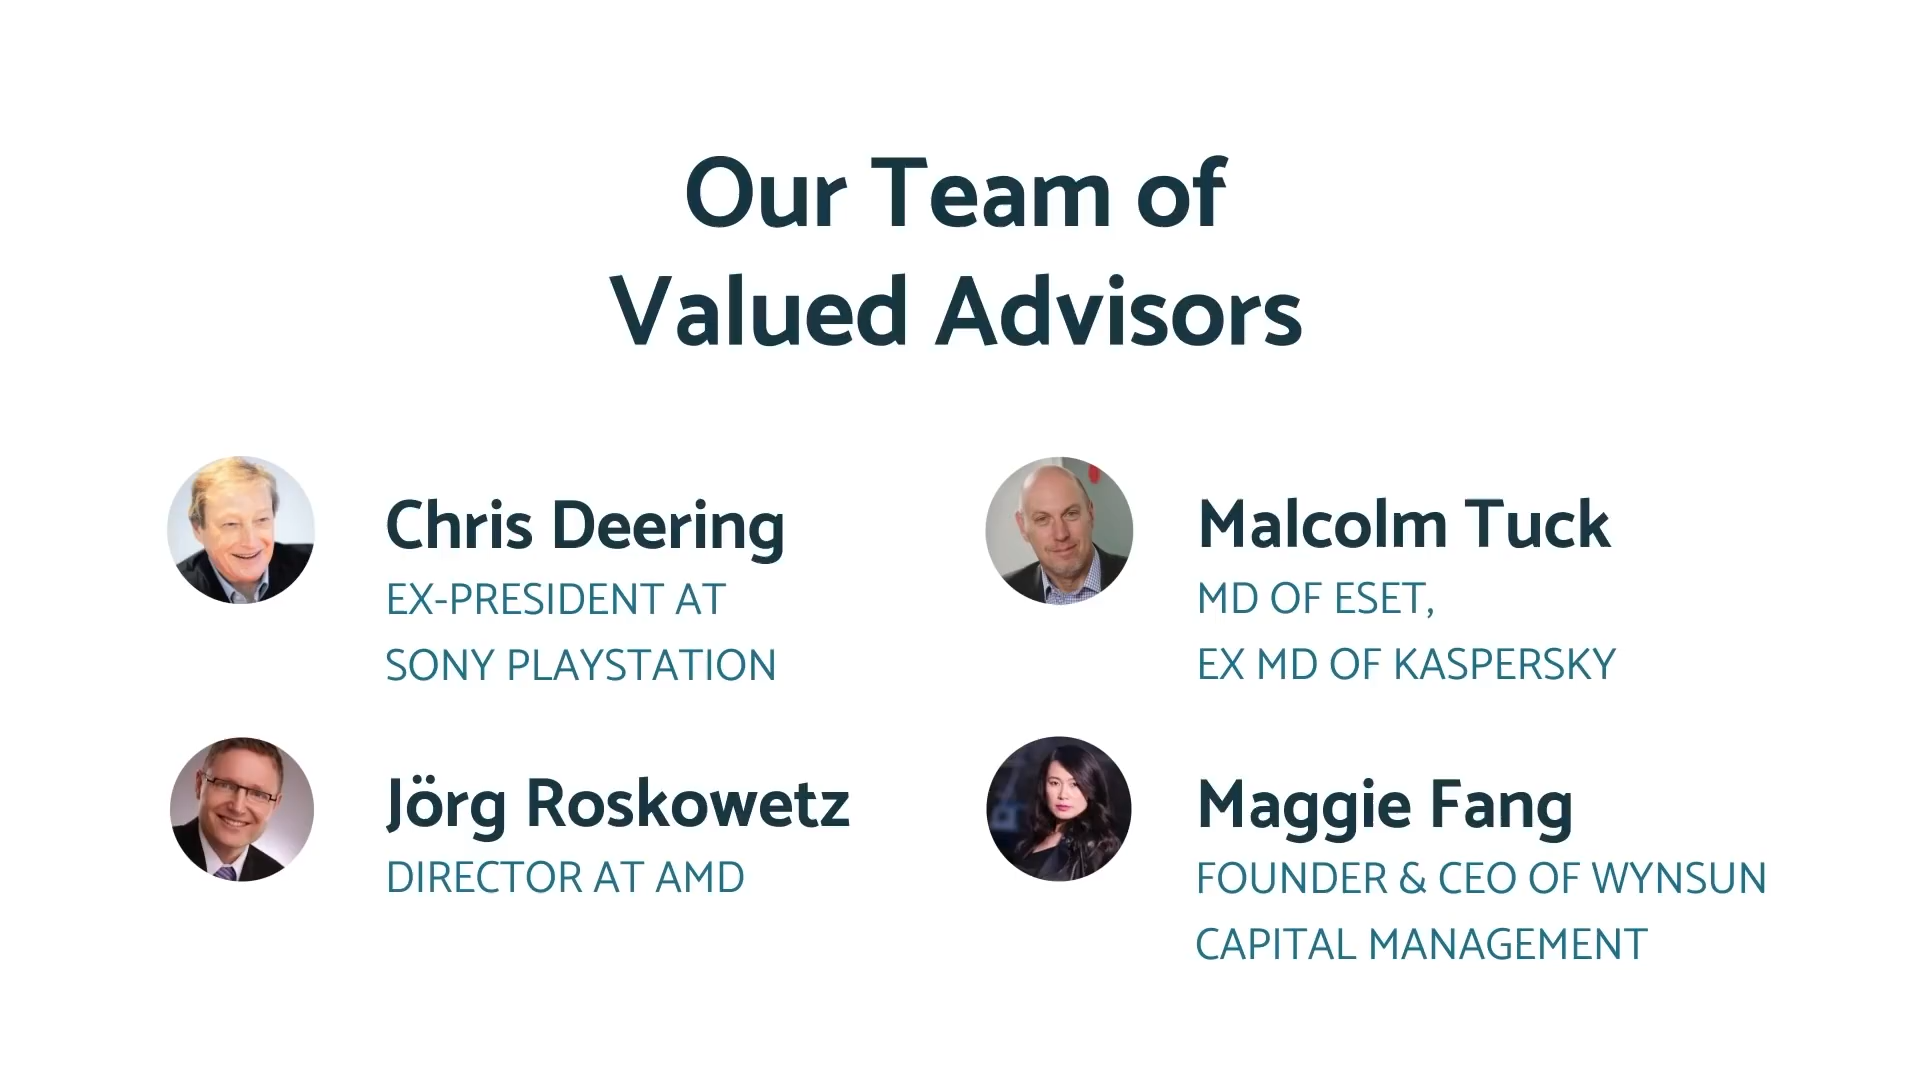 Our Team of
Valued Advisors
Chris Deering
EX-PRESIDENT AT
SONY PLAYSTATION
Malcolm Tuck
MD OF ESET,
EX MD OF KASPERSKY
Jörg Roskowetz
DIRECTOR AT AMD
Maggie Fang
FOUNDER & CEO OF WYNSUN
CAPITAL MANAGEMENT